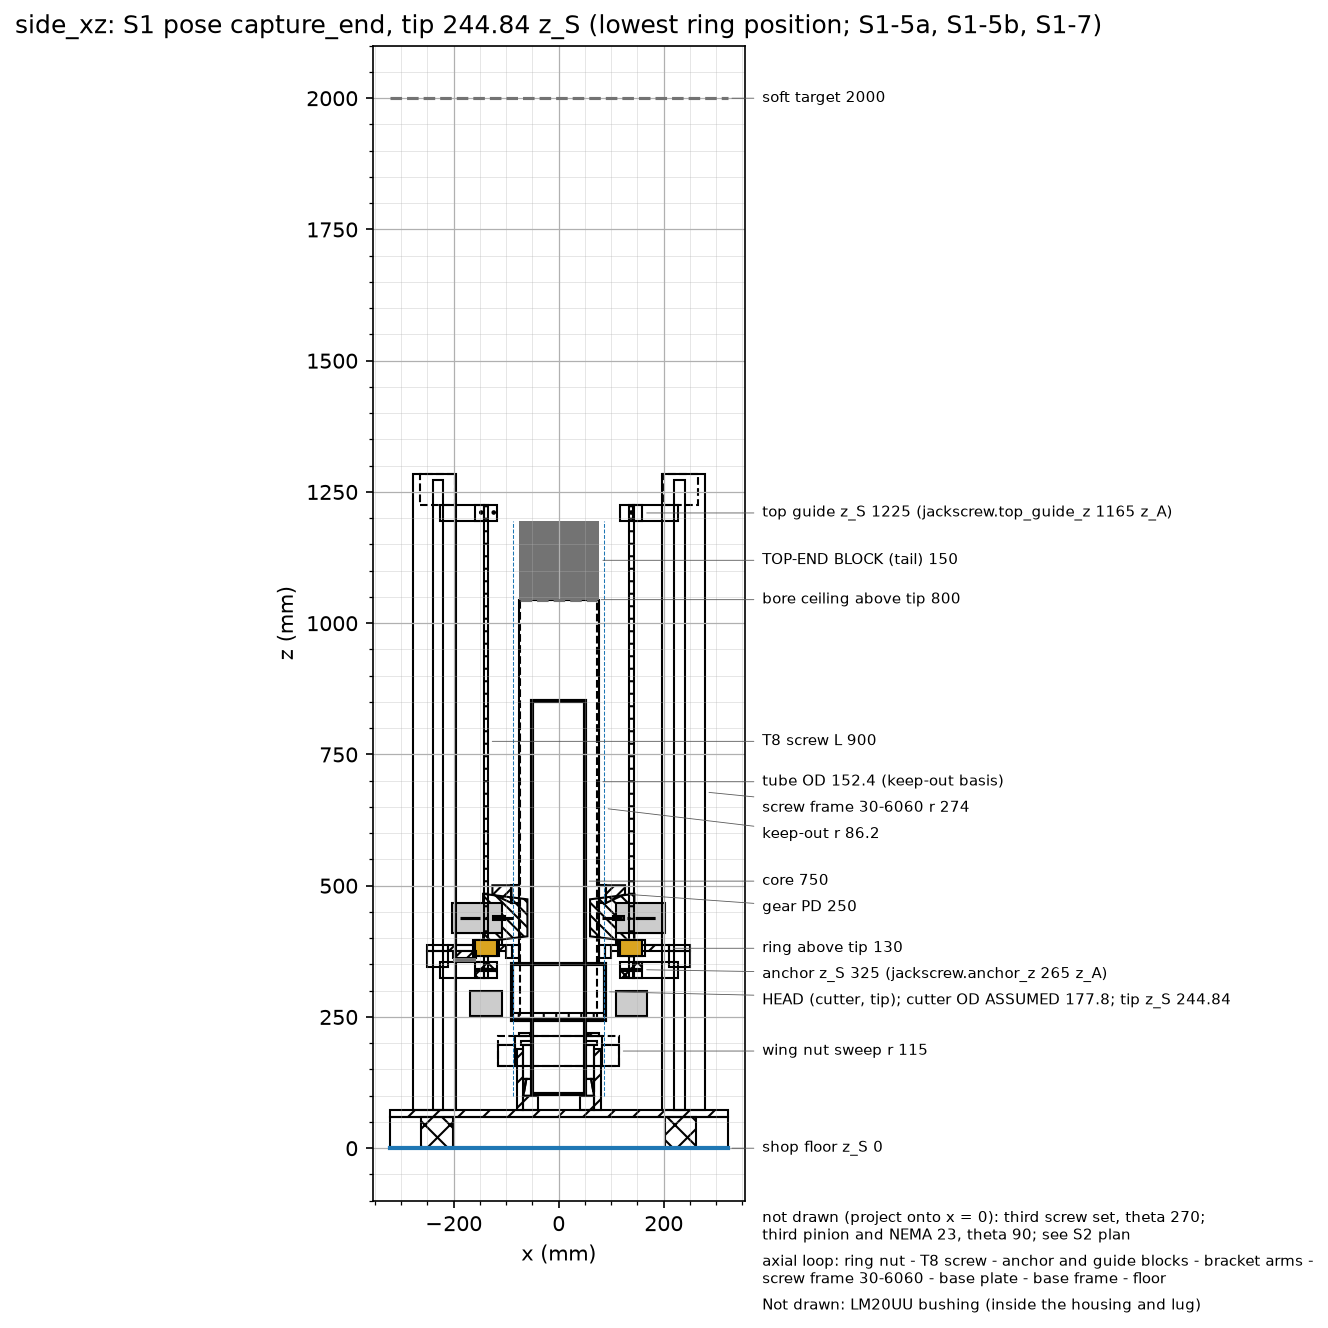 side_xz: S1 pose capture_end, tip 244.84 z_S (lowest ring position; S1-5a, S1-5b, S1-7)
2000
1750
1500
1250
1000
750
500
250
0
z (mm)
−200
0
200
x (mm)
soft target 2000
top guide z_S 1225 (jackscrew.top_guide_z 1165 z_A)
TOP-END BLOCK (tail) 150
bore ceiling above tip 800
T8 screw L 900
tube OD 152.4 (keep-out basis)
screw frame 30-6060 r 274
keep-out r 86.2
core 750
gear PD 250
ring above tip 130
anchor z_S 325 (jackscrew.anchor_z 265 z_A)
HEAD (cutter, tip); cutter OD ASSUMED 177.8; tip z_S 244.84
wing nut sweep r 115
shop floor z_S 0
not drawn (project onto x = 0): third screw set, theta 270;
third pinion and NEMA 23, theta 90; see S2 plan
axial loop: ring nut - T8 screw - anchor and guide blocks - bracket arms -
screw frame 30-6060 - base plate - base frame - floor
Not drawn: LM20UU bushing (inside the housing and lug)